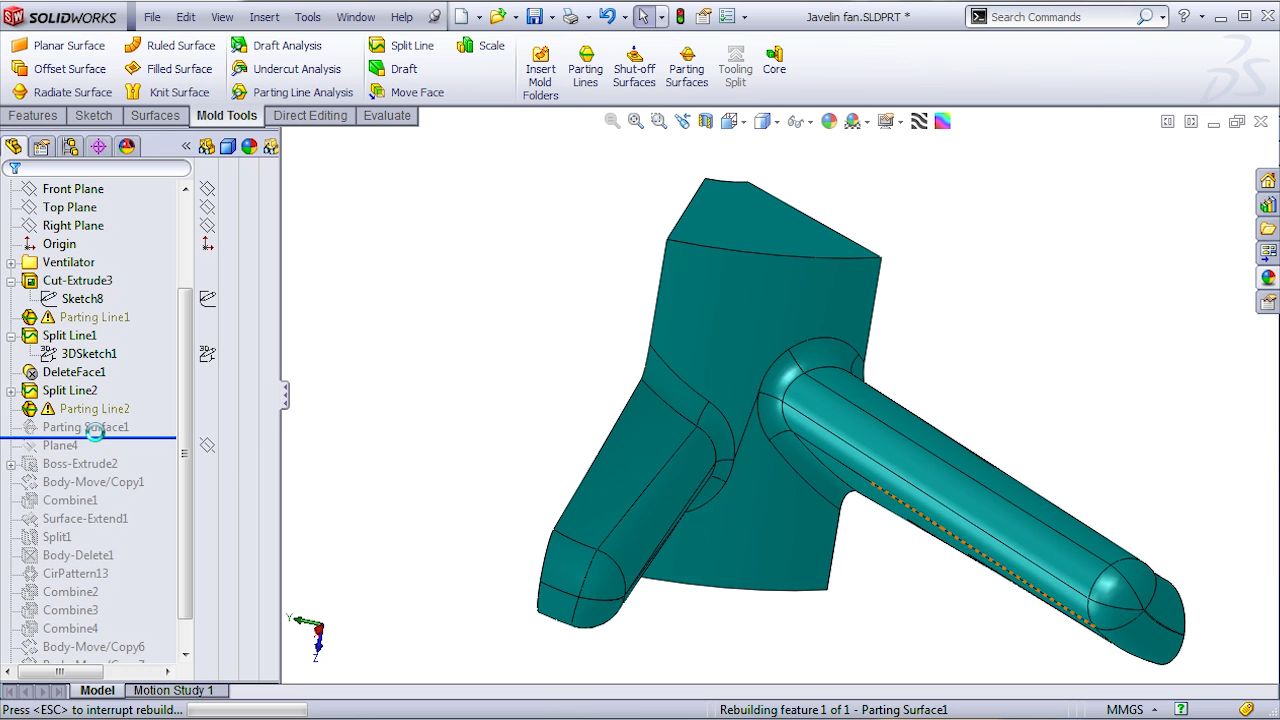 SOLIDWORKS File Edit View Insert Tools Window Help Javelin fan.SLDPRT * Search Commands ?
Planar Surface Ruled Surface Draft Analysis Split Line Scale
Offset Surface Filled Surface Undercut Analysis Draft
Radiate Surface Knit Surface Parting Line Analysis Move Face
Insert Mold Folders
Parting Lines
Shut-off Surfaces
Parting Surfaces
Tooling Split
Core
Features Sketch Surfaces Mold Tools Direct Editing Evaluate
Front Plane
Top Plane
Right Plane
Origin
Ventilator
Cut-Extrude3
Sketch8
Parting Line1
Split Line1
3DSketch1
DeleteFace1
Split Line2
Parting Line2
Parting Surface1
Plane4
Boss-Extrude2
Body-Move/Copy1
Combine1
Surface-Extend1
Split1
Body-Delete1
CirPattern13
Combine2
Combine3
Combine4
Body-Move/Copy6
Y
Z
Model Motion Study 1
Press <ESC> to interrupt rebuild... Rebuilding feature 1 of 1 - Parting Surface1 MMGS ?